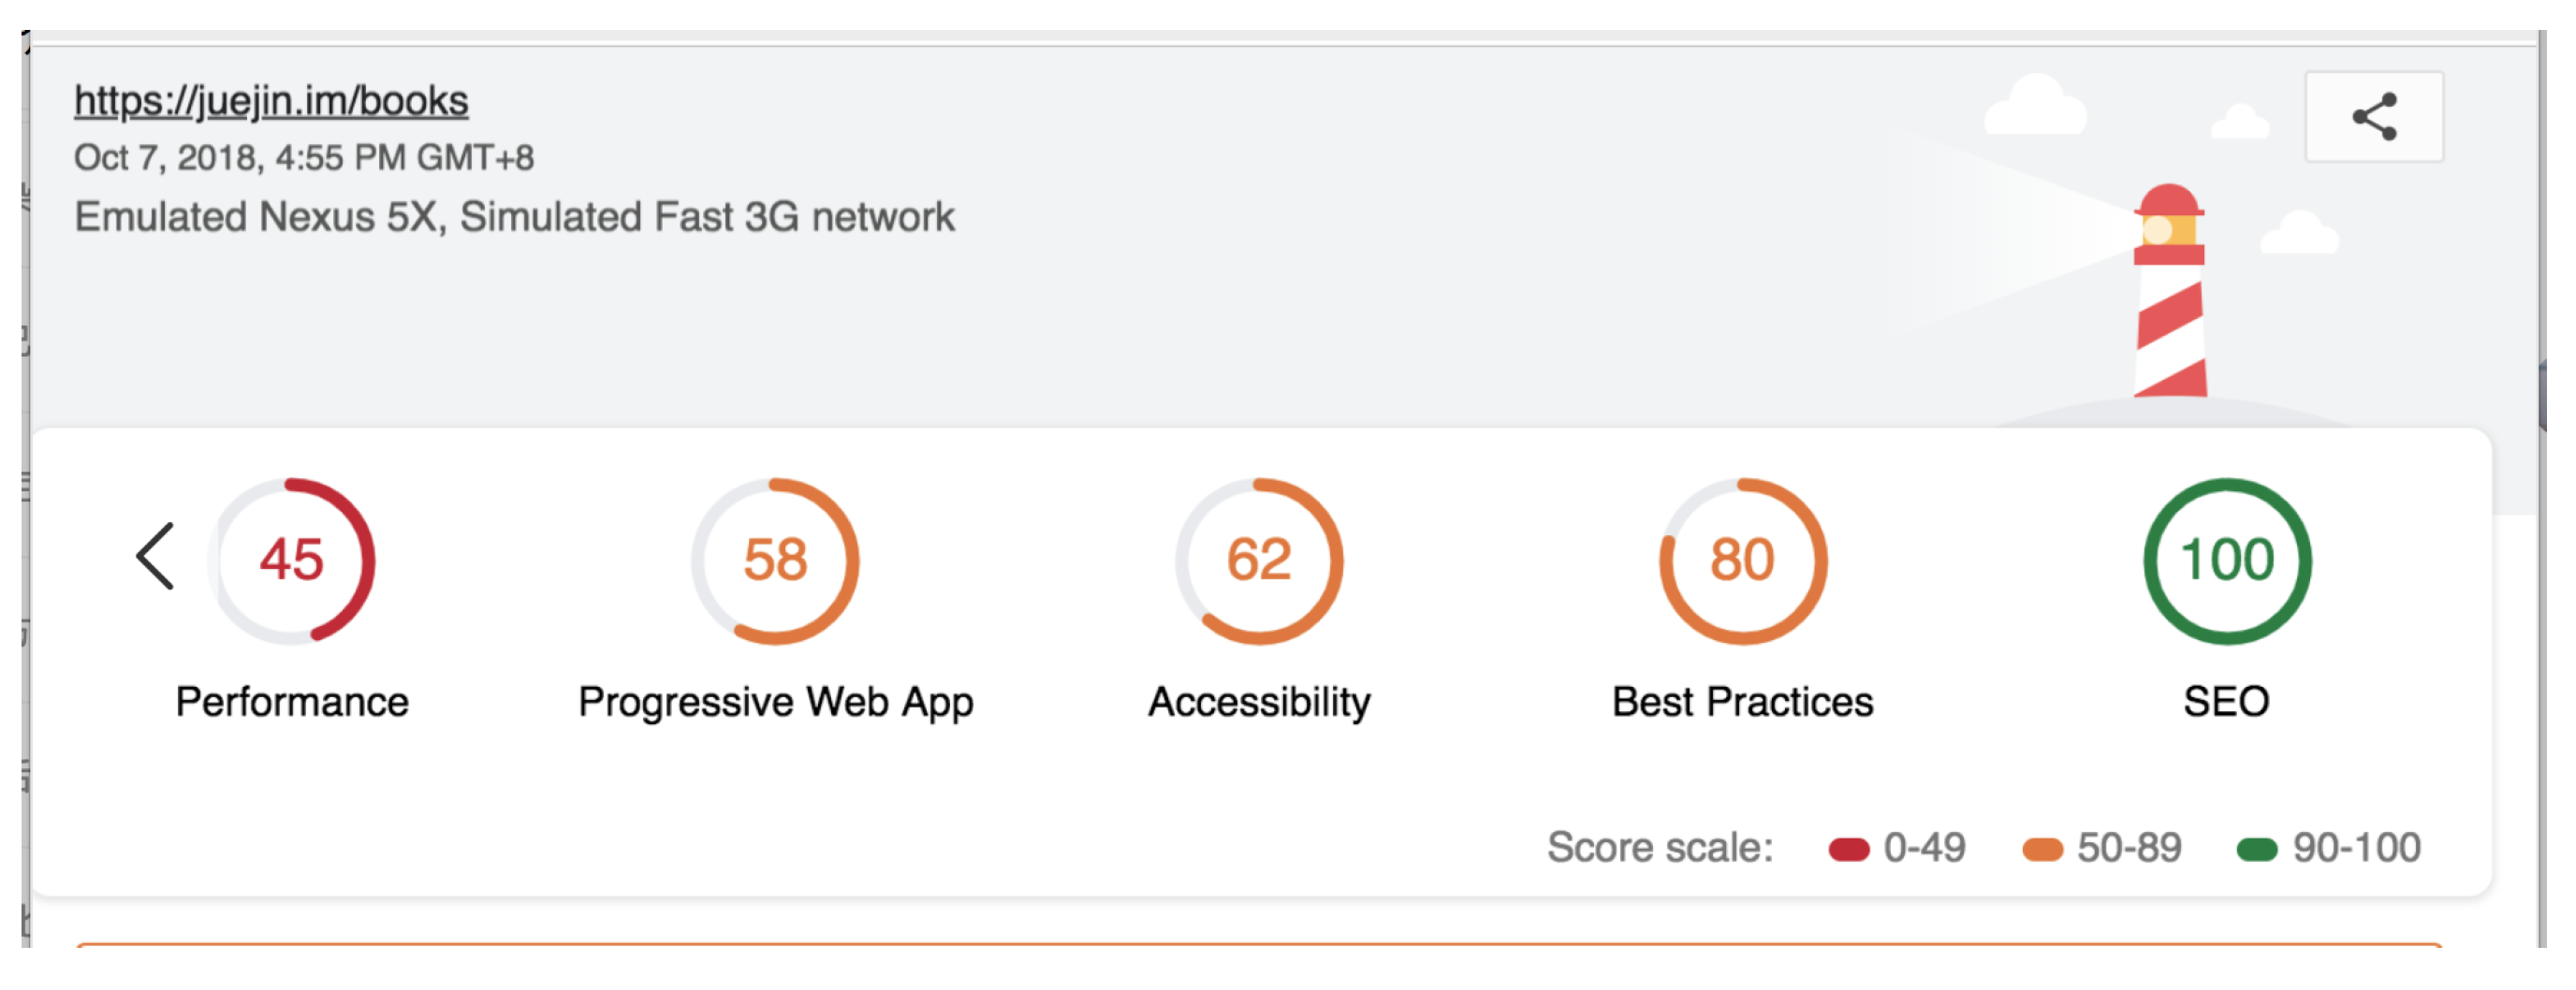 https://juejin.im/books
Oct 7, 2018, 4:55 PM GMT+8
Emulated Nexus 5X, Simulated Fast 3G network
45 58 62 80 100
Performance Progressive Web App Accessibility Best Practices SEO
Score scale: 0-49 50-89 90-100